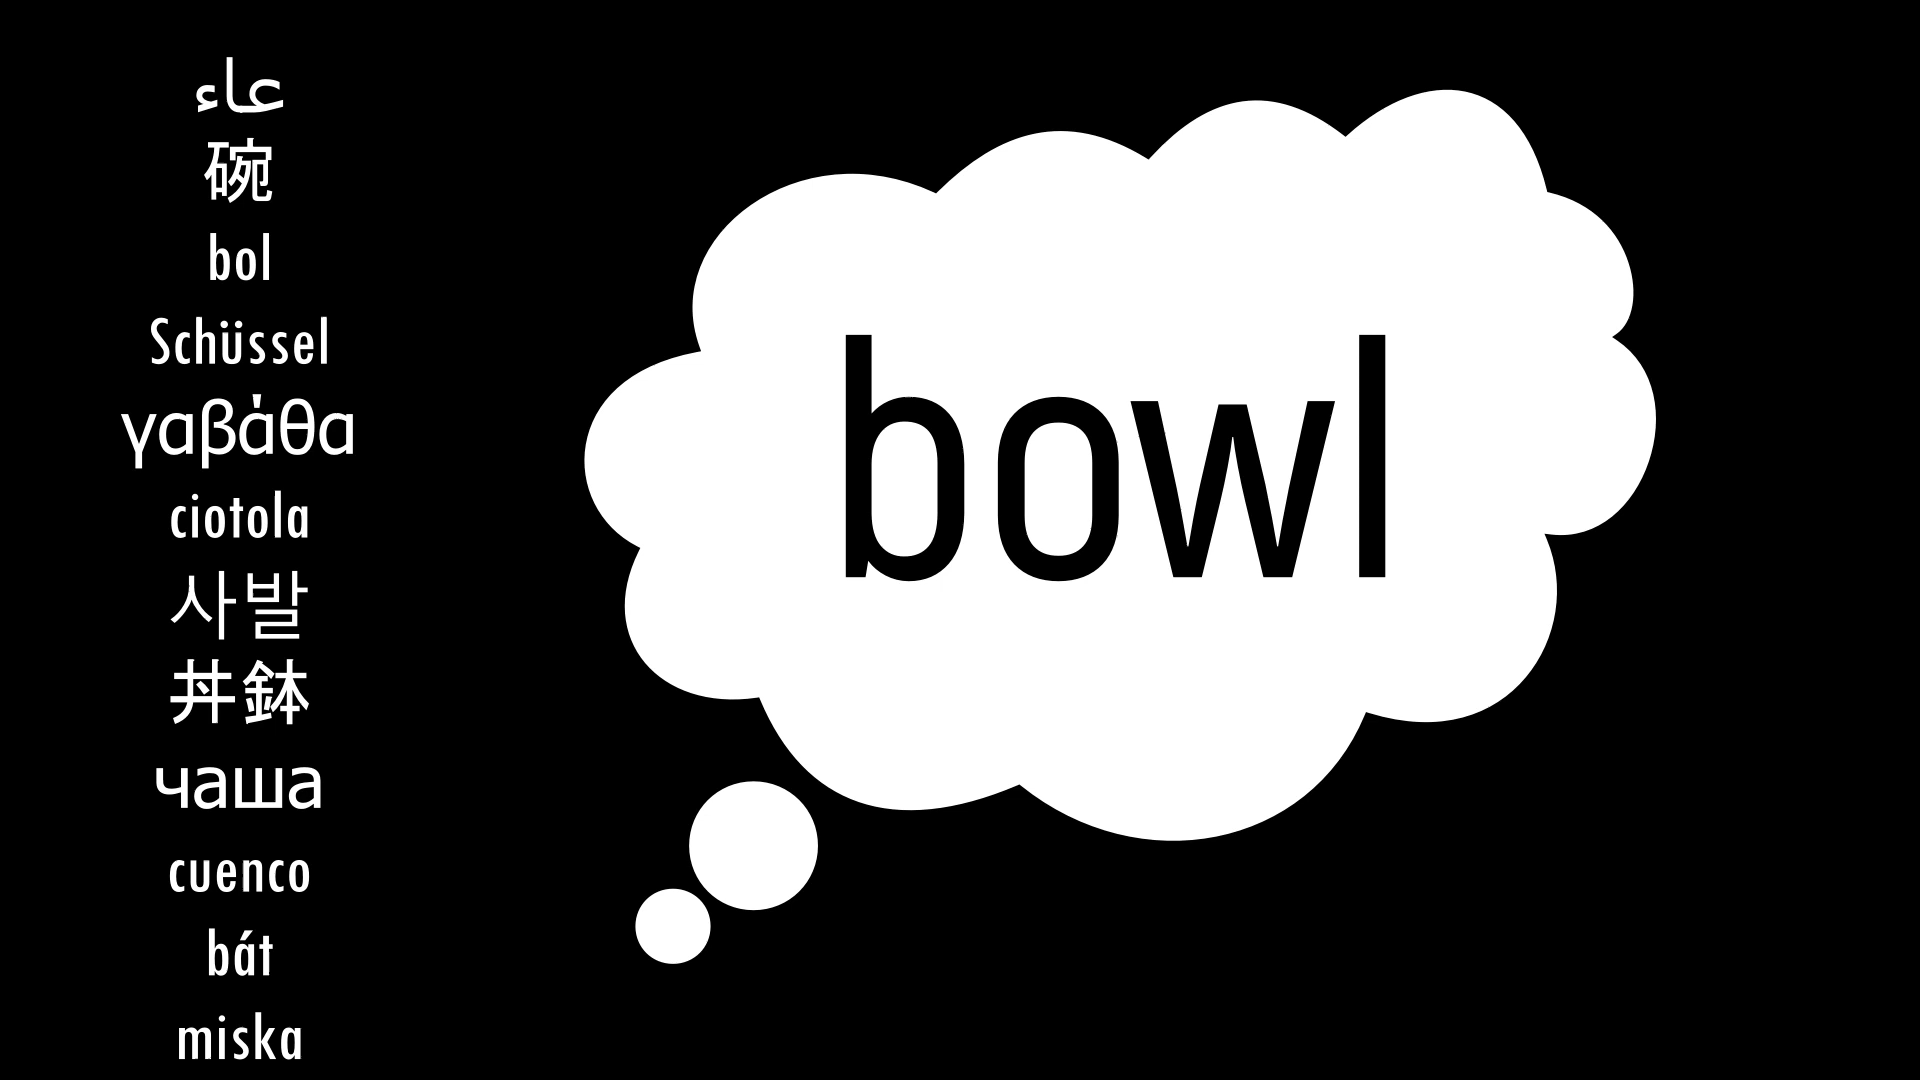 عاء
碗
bol
Schüssel
γαβάθα
ciotola
사발
丼鉢
чаша
cuenco
bát
miska
bowl